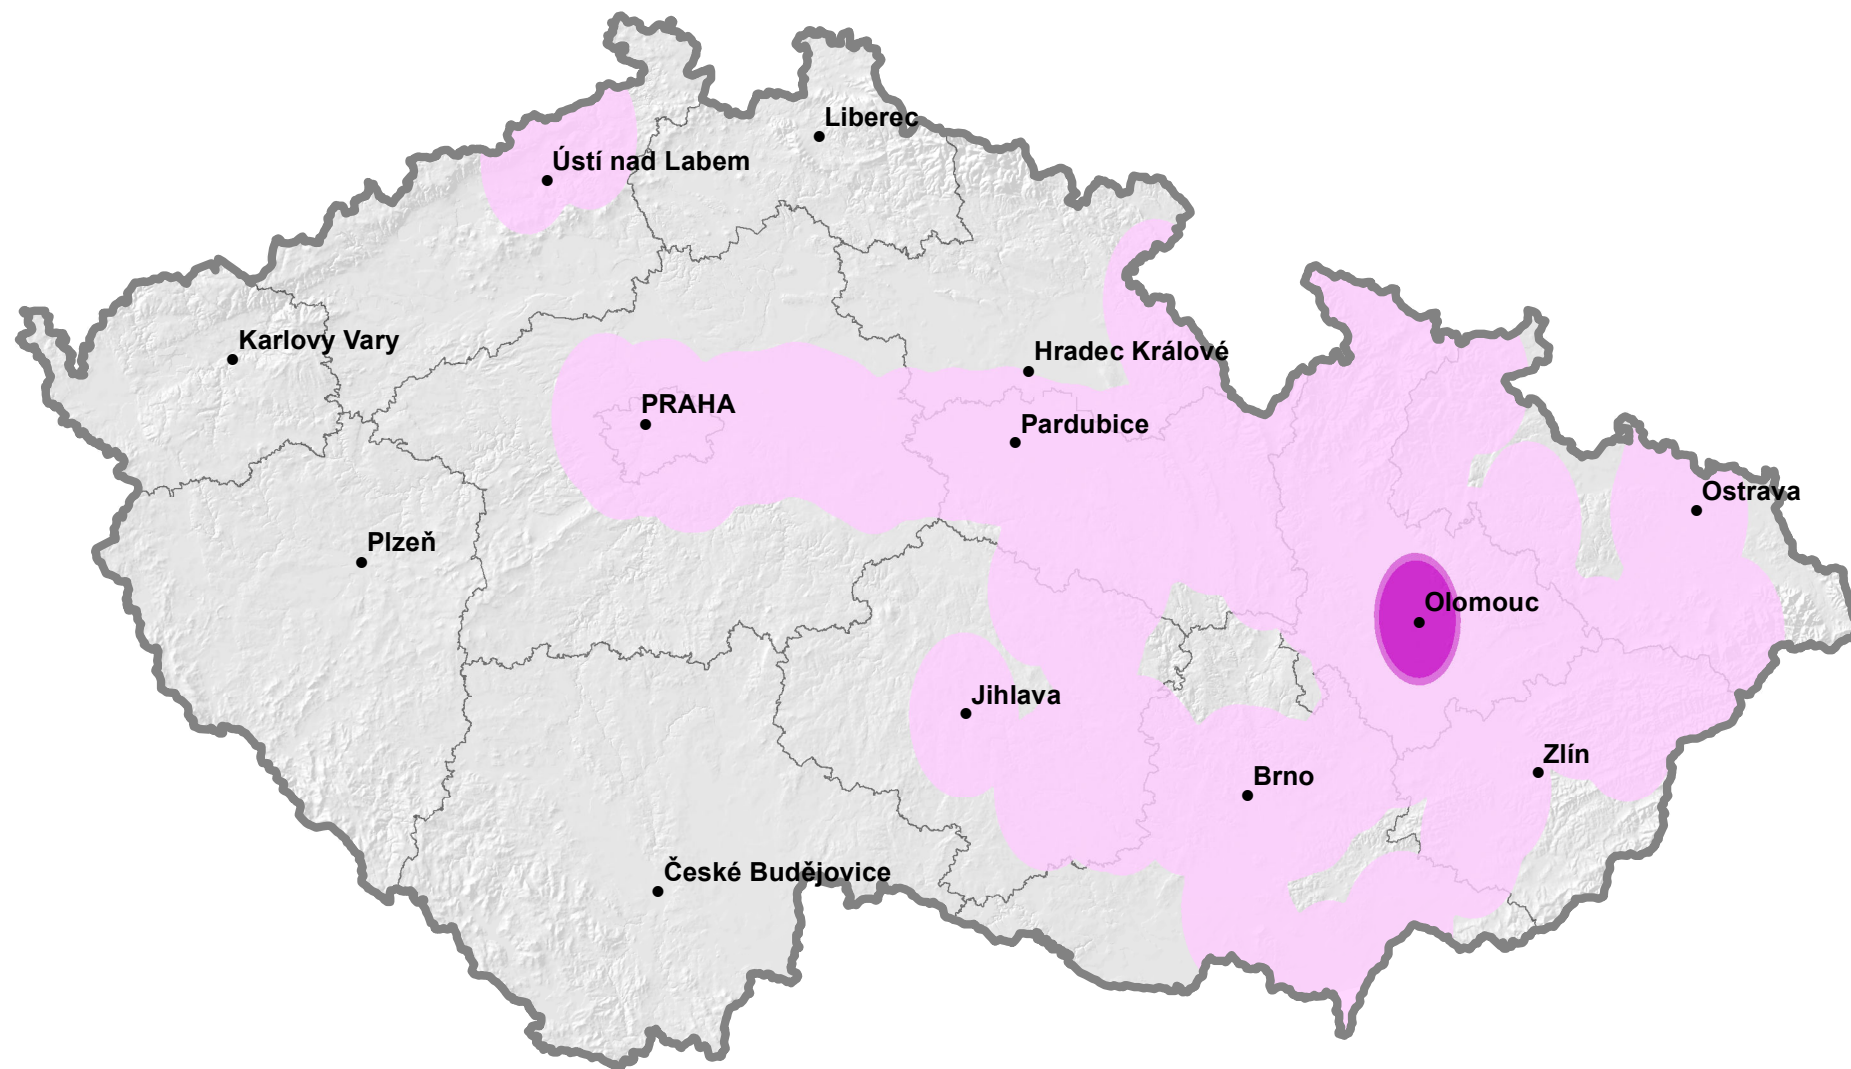 Liberec
Ústí nad Labem
Karlovy Vary
Hradec Králové
PRAHA
Pardubice
Ostrava
Plzeň
Olomouc
Jihlava
Zlín
Brno
České Budějovice